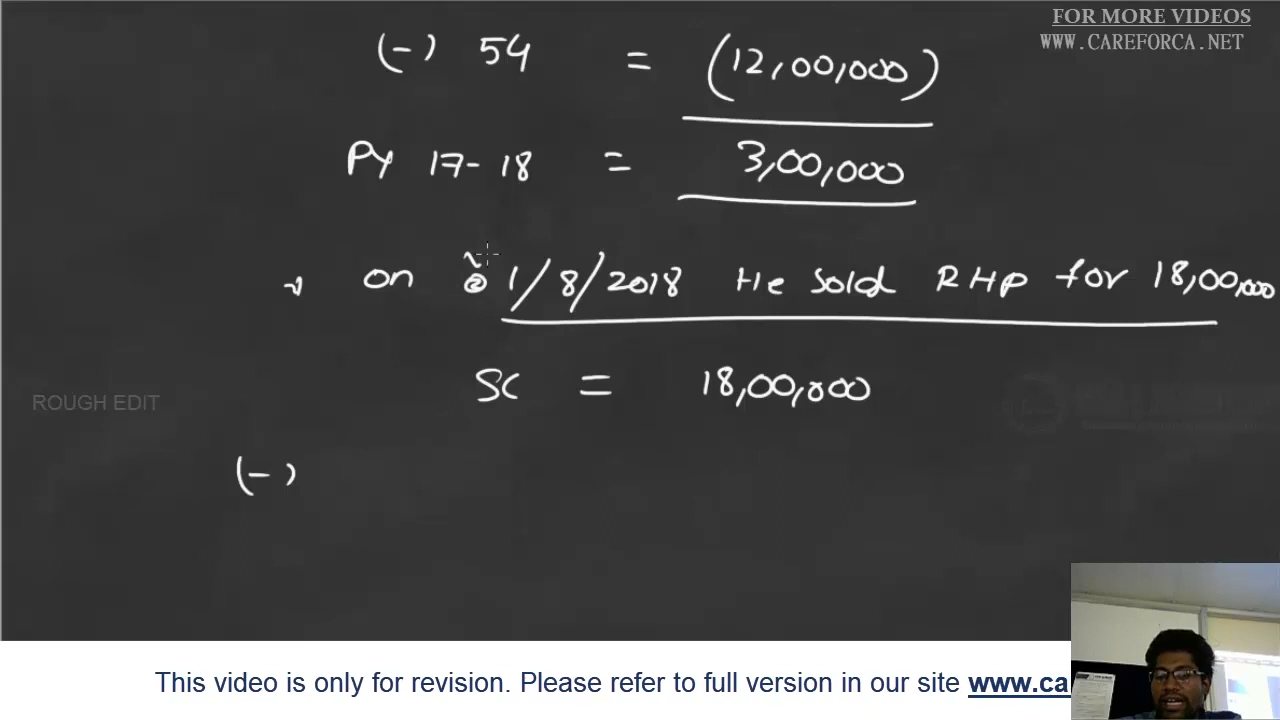 FOR MORE VIDEOS
WWW.CAREFORCA.NET
(-) 54 = (12,00,000)
PY 17-18 = 3,00,000
on 1/8/2018 He sold RHP for 18,00,000
SC = 18,00,000
ROUGH EDIT
(-)
This video is only for revision. Please refer to full version in our site www.ca